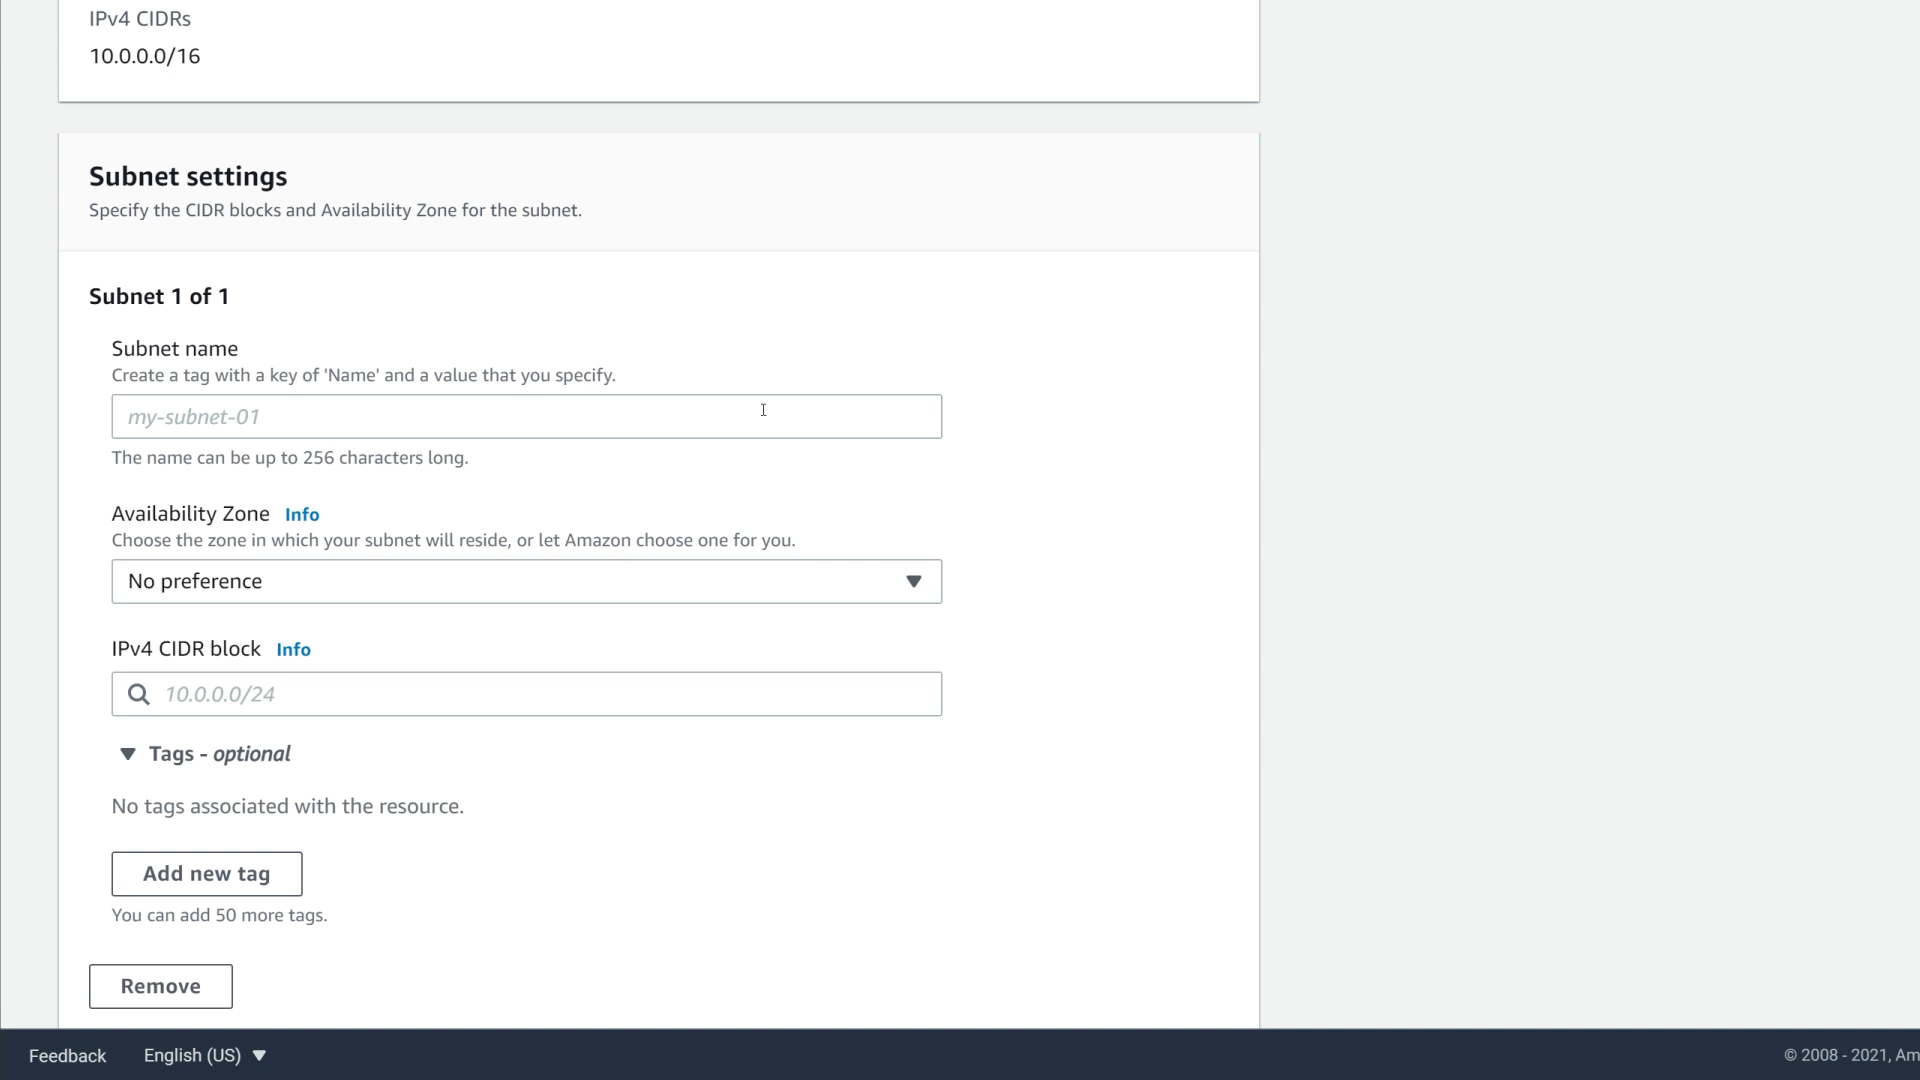 IPv4 CIDRs
10.0.0.0/16
Subnet settings
Specify the CIDR blocks and Availability Zone for the subnet.
Subnet 1 of 1
Subnet name
Create a tag with a key of 'Name' and a value that you specify.
my-subnet-01
The name can be up to 256 characters long.
Availability Zone Info
Choose the zone in which your subnet will reside, or let Amazon choose one for you.
No preference
IPv4 CIDR block Info
10.0.0.0/24
Tags - optional
No tags associated with the resource.
Add new tag
You can add 50 more tags.
Remove
Feedback English (US) © 2008 - 2021, Am